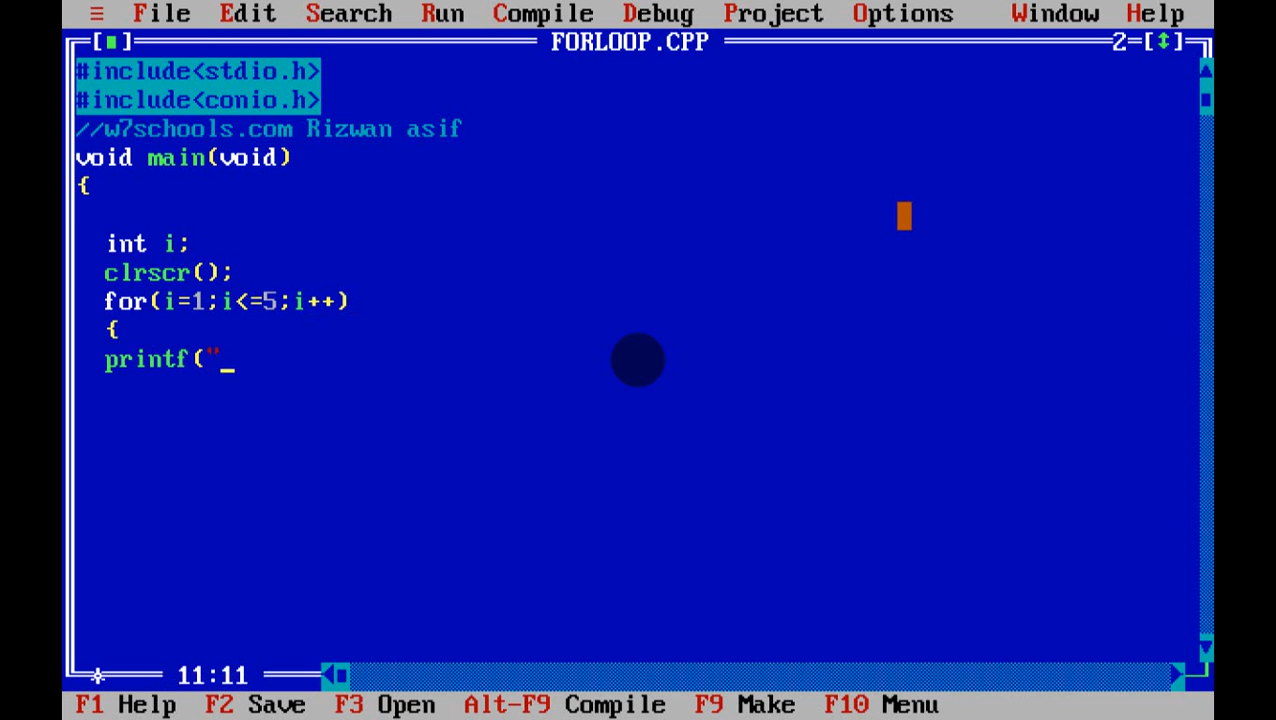 ≡ File Edit Search Run Compile Debug Project Options Window Help
[■] FORLOOP.CPP 2=[↕]
#include<stdio.h>
#include<conio.h>
//w7schools.com Rizwan asif
void main(void)
{
int i;
clrscr();
for(i=1;i<=5;i++)
{
printf("_
11:11
F1 Help F2 Save F3 Open Alt-F9 Compile F9 Make F10 Menu